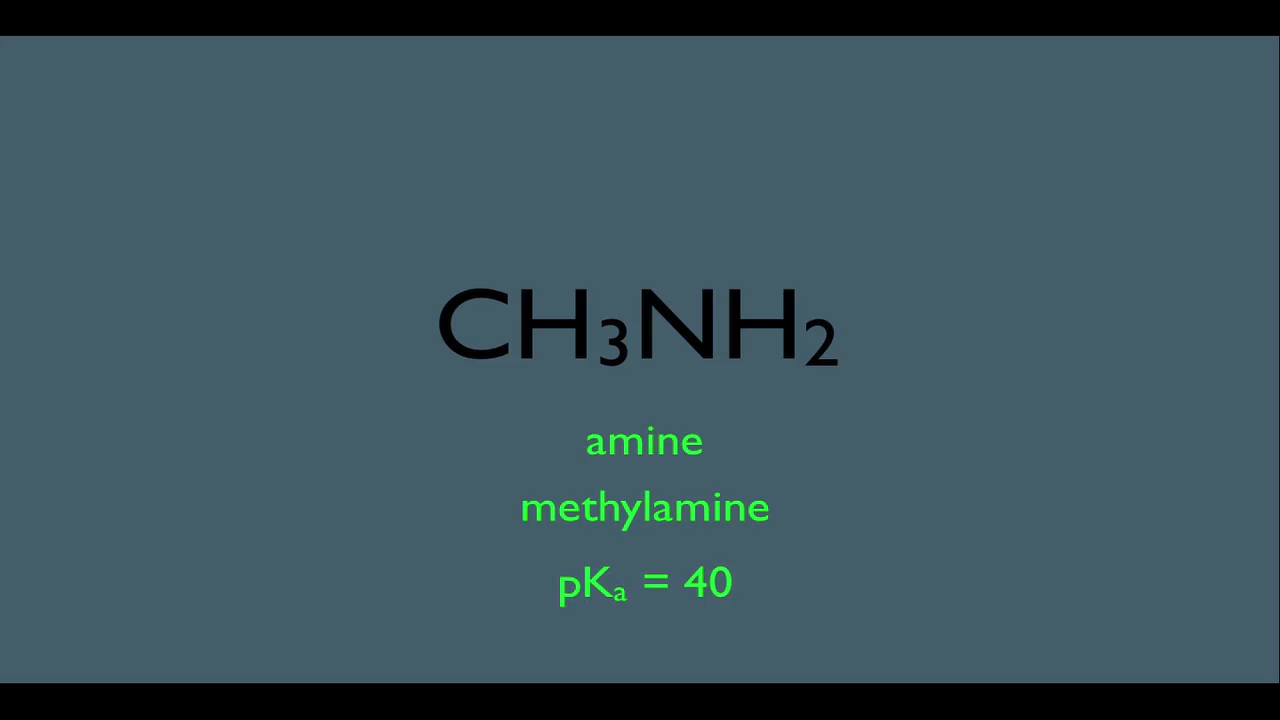 CH₃NH₂
amine
methylamine
pKₐ = 40